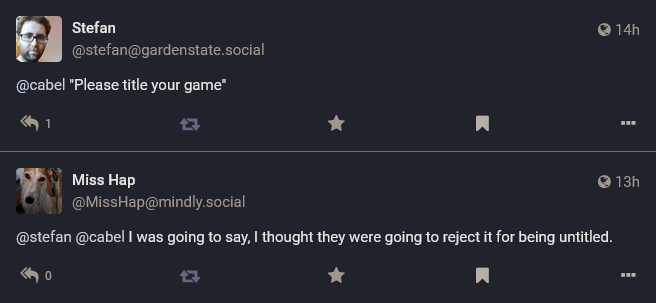 Stefan
14h
@stefan@gardenstate.social
@cabel "Please title your game"
1
Miss Hap
13h
@MissHap@mindly.social
@stefan @cabel I was going to say, I thought they were going to reject it for being untitled.
0